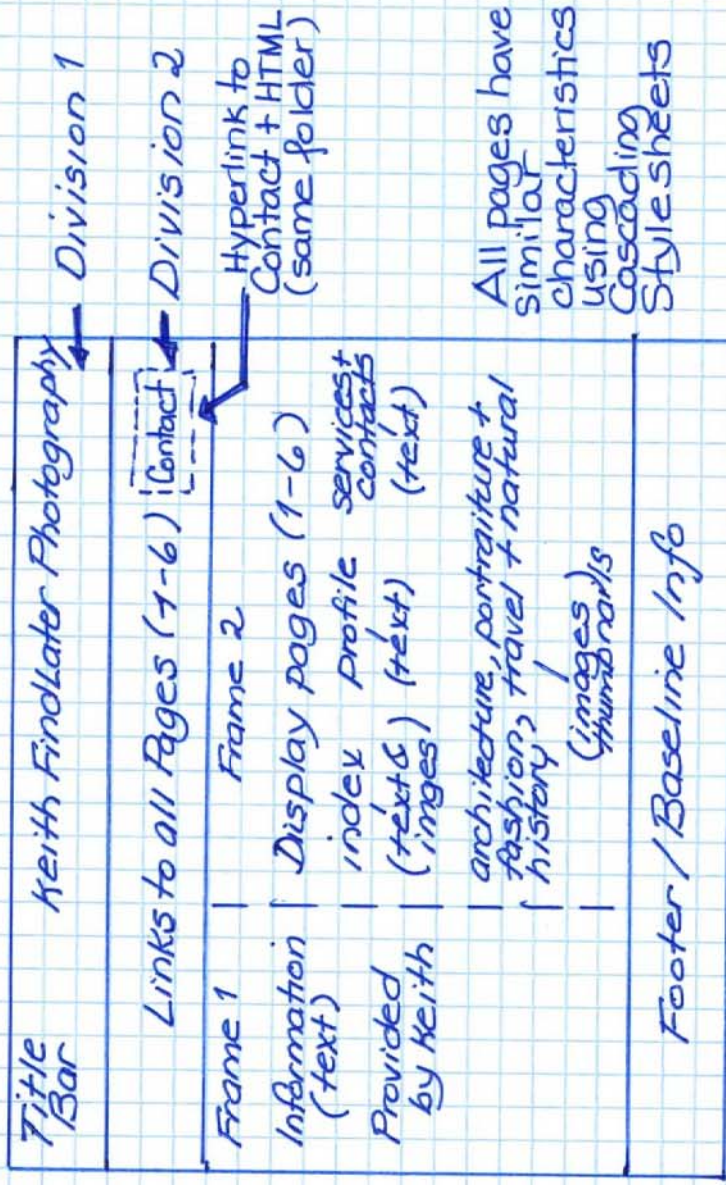 Title
Bar
Keith FindLater Photography
Division 1
Links to all Pages (1-6)
Contact
Division 2
Hyperlink to
Contact + HTML
(same folder)
Frame 1
Information
(text)
Provided
by Keith
Frame 2
Display pages (1-6)
index profile services +
contacts
(text & (text) (text)
imges)
architecture, portraiture +
fashion, travel + natural
history
(images)
thumbnails
All pages have
similar
characteristics
using
Cascading
Stylesheets
Footer / Baseline Info